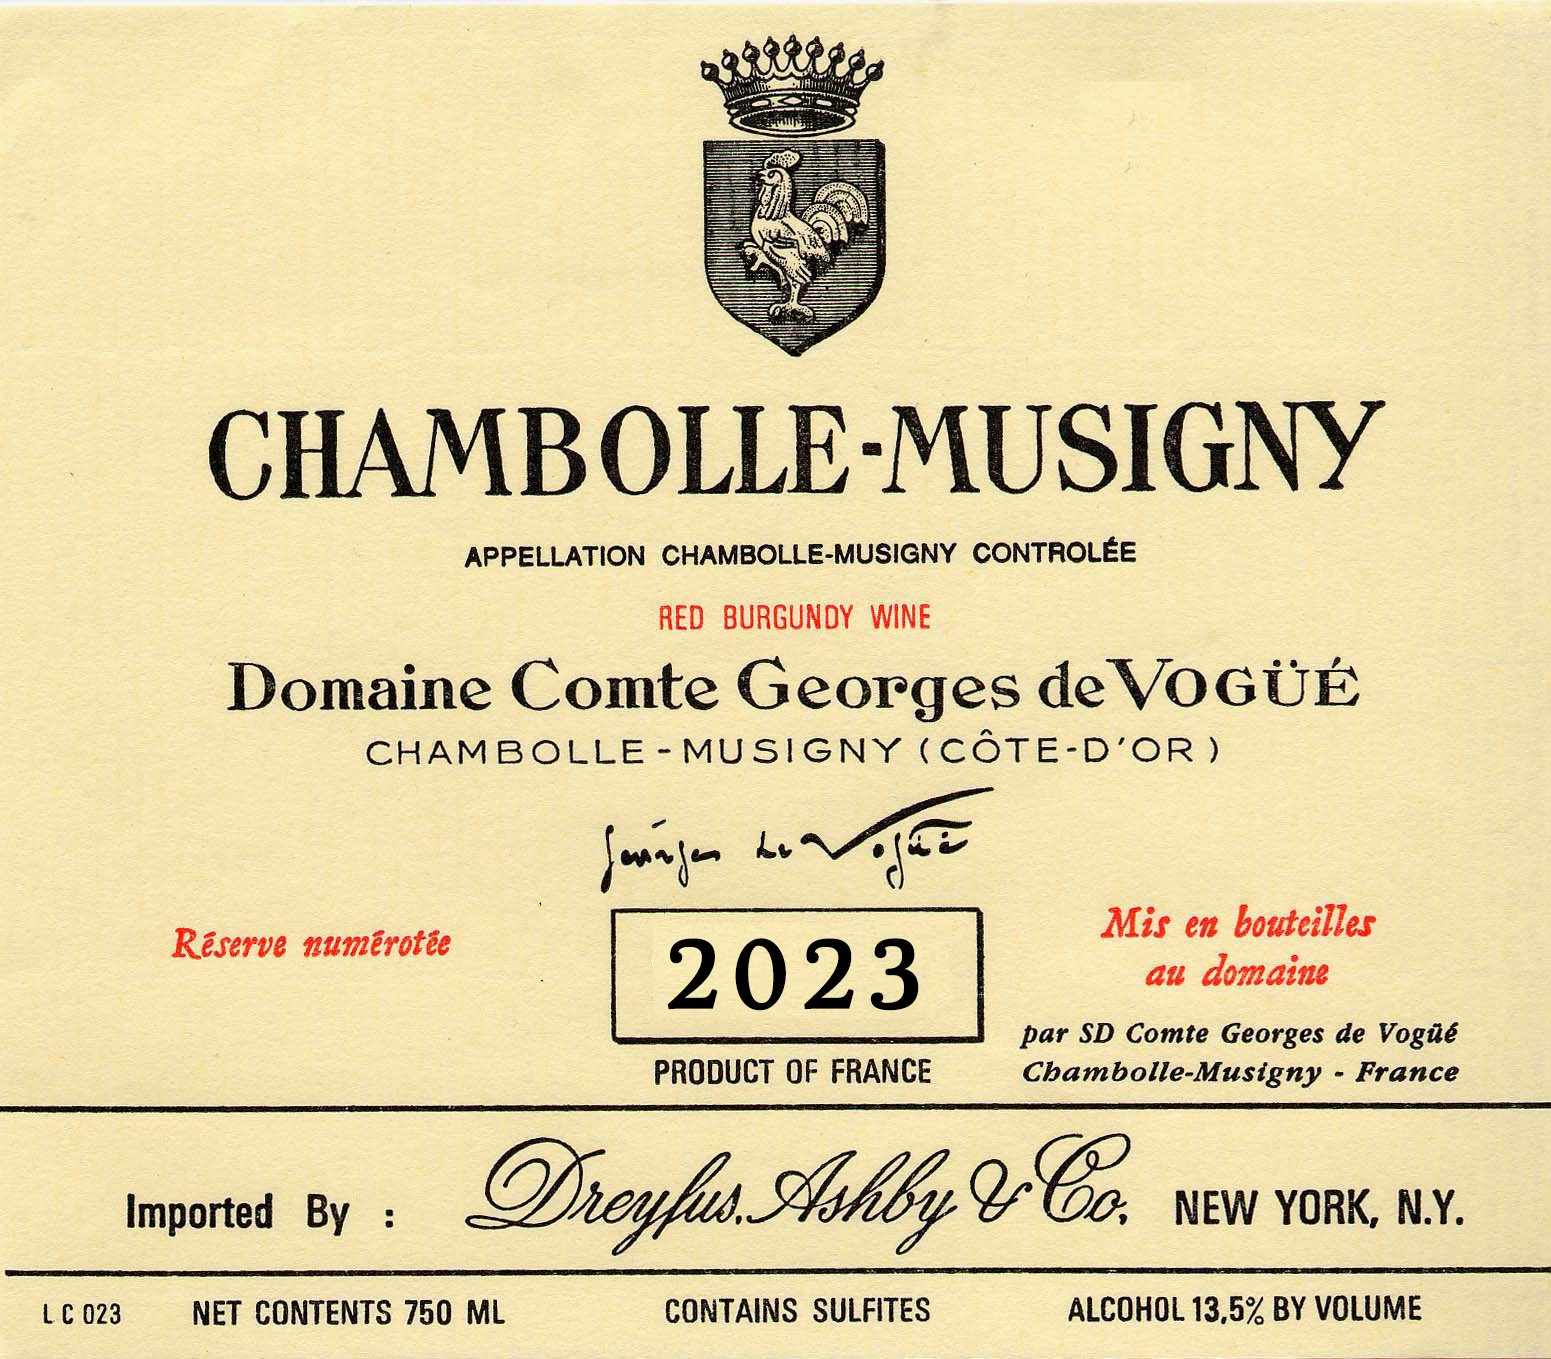 CHAMBOLLE-MUSIGNY
APPELLATION CHAMBOLLE-MUSIGNY CONTROLÉE
RED BURGUNDY WINE
Domaine Comte Georges de VOGÜÉ
CHAMBOLLE-MUSIGNY (CÔTE-D'OR)
Georges de Vogüé
Réserve numérotée
2023
Mis en bouteilles
au domaine
par SD Comte Georges de Vogüé
Chambolle-Musigny - France
PRODUCT OF FRANCE
Imported By : Dreyfus, Ashby & Co. NEW YORK, N.Y.
L C 023 NET CONTENTS 750 ML CONTAINS SULFITES ALCOHOL 13,5% BY VOLUME